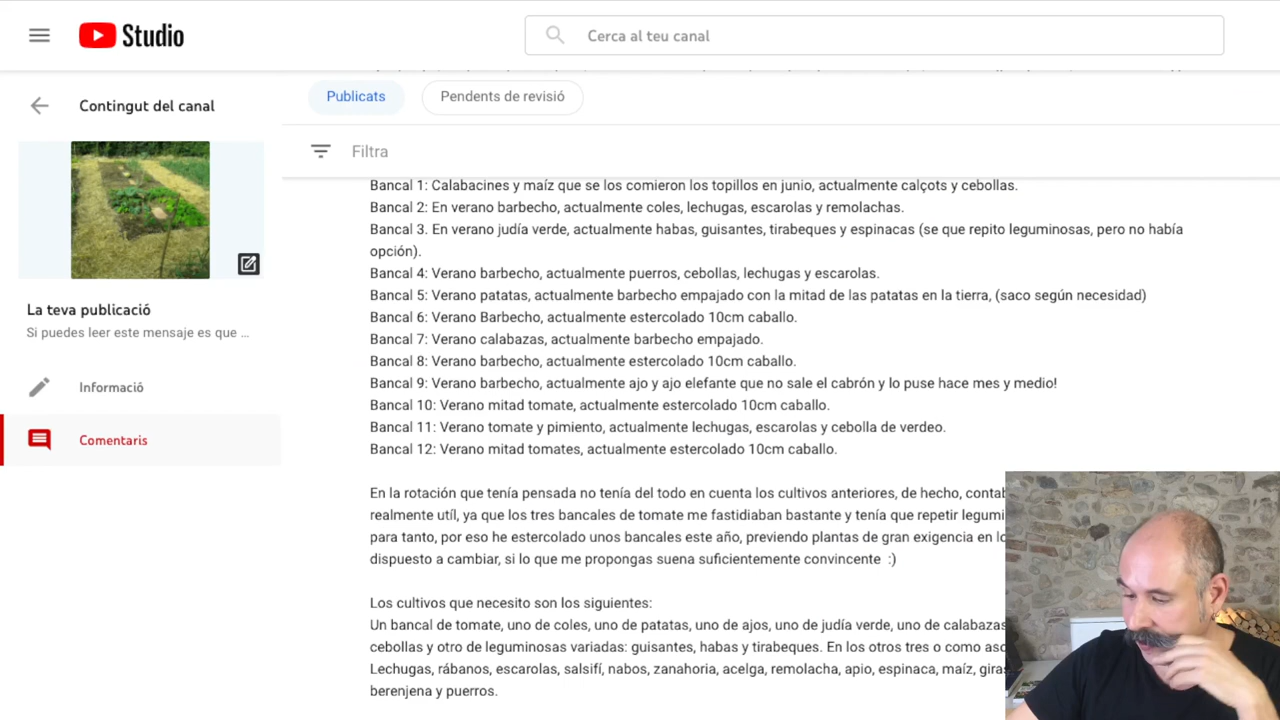 Studio
Cerca al teu canal
Contingut del canal
Publicats
Pendents de revisió
Filtra
La teva publicació
Si puedes leer este mensaje es que ...
Informació
Comentaris
Bancal 1: Calabacines y maíz que se los comieron los topillos en junio, actualmente calçots y cebollas.
Bancal 2: En verano barbecho, actualmente coles, lechugas, escarolas y remolachas.
Bancal 3. En verano judía verde, actualmente habas, guisantes, tirabeques y espinacas (se que repito leguminosas, pero no había
opción).
Bancal 4: Verano barbecho, actualmente puerros, cebollas, lechugas y escarolas.
Bancal 5: Verano patatas, actualmente barbecho empajado con la mitad de las patatas en la tierra, (saco según necesidad)
Bancal 6: Verano Barbecho, actualmente estercolado 10cm caballo.
Bancal 7: Verano calabazas, actualmente barbecho empajado.
Bancal 8: Verano barbecho, actualmente estercolado 10cm caballo.
Bancal 9: Verano barbecho, actualmente ajo y ajo elefante que no sale el cabrón y lo puse hace mes y medio!
Bancal 10: Verano mitad tomate, actualmente estercolado 10cm caballo.
Bancal 11: Verano tomate y pimiento, actualmente lechugas, escarolas y cebolla de verdeo.
Bancal 12: Verano mitad tomates, actualmente estercolado 10cm caballo.
En la rotación que tenía pensada no tenía del todo en cuenta los cultivos anteriores, de hecho,
realmente utíl, ya que los tres bancales de tomate me fastidiaban bastante y tenía que repetir
para tanto, por eso he estercolado unos bancales este año, previendo plantas de gran exigencia en
dispuesto a cambiar, si lo que me propongas suena suficientemente convincente :)
Los cultivos que necesito son los siguientes:
Un bancal de tomate, uno de coles, uno de patatas, uno de ajos, uno de judía verde, uno de calabazas
cebollas y otro de leguminosas variadas: guisantes, habas y tirabeques. En los otros tres o como
Lechugas, rábanos, escarolas, salsifí, nabos, zanahoria, acelga, remolacha, apio, espinaca, maíz,
berenjena y puerros.